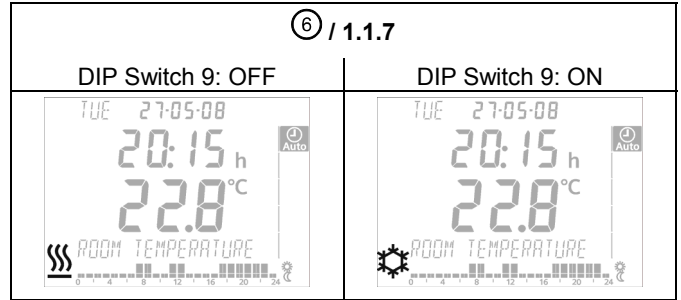 ⑥ / 1.1.7
DIP Switch 9: OFF
DIP Switch 9: ON
TUE 27-05-08
20:15 h
Auto
22.8 °C
ROOM TEMPERATURE
0 4 8 12 16 20 24
TUE 27-05-08
20:15 h
Auto
22.8 °C
ROOM TEMPERATURE
0 4 8 12 16 20 24